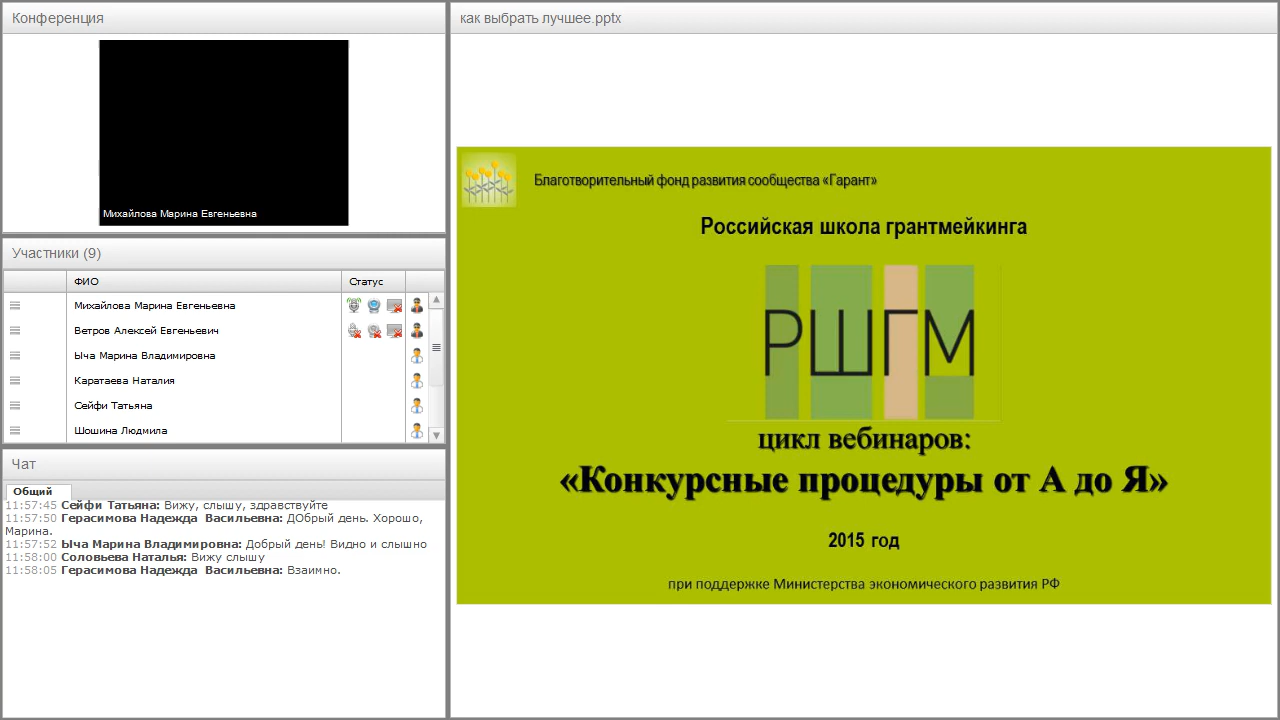 Конференция
Михайлова Марина Евгеньевна
Участники (9)
ФИО Статус
Михайлова Марина Евгеньевна
Ветров Алексей Евгеньевич
Ыча Марина Владимировна
Каратаева Наталия
Сейфи Татьяна
Шошина Людмила
Чат
Общий
11:57:45 Сейфи Татьяна: Вижу, слышу, здравствуйте
11:57:50 Герасимова Надежда Васильевна: ДОбрый день. Хорошо,
Марина.
11:57:52 Ыча Марина Владимировна: Добрый день! Видно и слышно
11:58:00 Соловьева Наталья: Вижу слышу
11:58:05 Герасимова Надежда Васильевна: Взаимно.
как выбрать лучшее.pptx
Благотворительный фонд развития сообщества «Гарант»
Российская школа грантмейкинга
РШГМ
цикл вебинаров:
«Конкурсные процедуры от А до Я»
2015 год
при поддержке Министерства экономического развития РФ